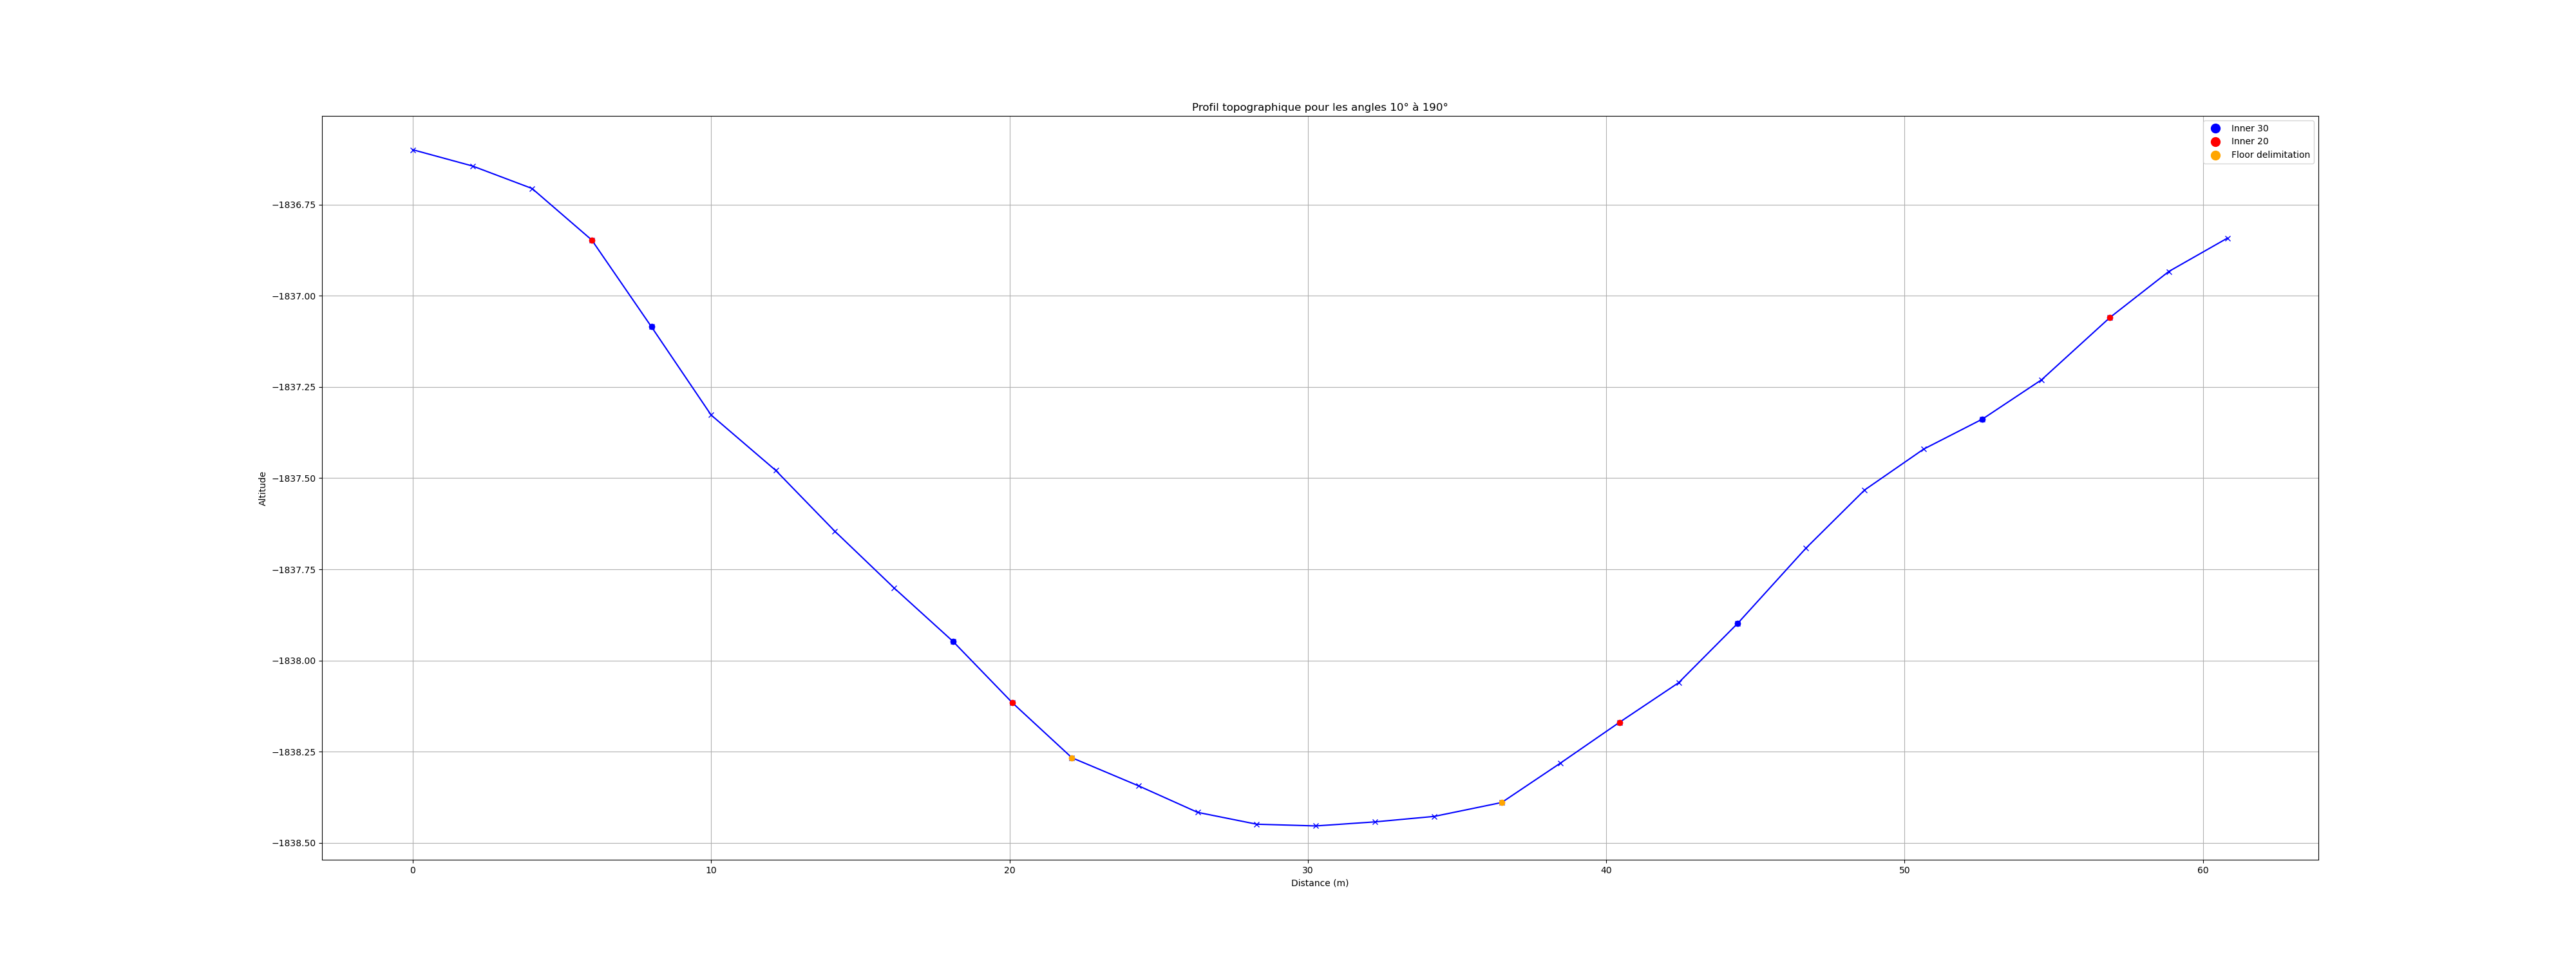 Profil topographique pour les angles 10° à 190°
Inner 30
Inner 20
Floor delimitation
−1836.75
−1837.00
−1837.25
−1837.50
−1837.75
−1838.00
−1838.25
−1838.50
Altitude
0 10 20 30 40 50 60
Distance (m)